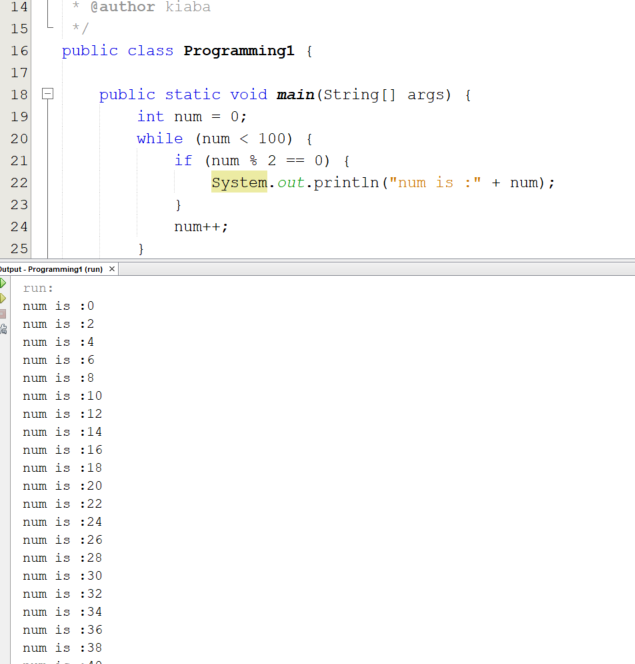 14 * @author kiaba
15 */
16 public class Programming1 {
17
18 public static void main(String[] args) {
19 int num = 0;
20 while (num < 100) {
21 if (num % 2 == 0) {
22 System.out.println("num is :" + num);
23 }
24 num++;
25 }
Output - Programming1 (run) ×
run:
num is :0
num is :2
num is :4
num is :6
num is :8
num is :10
num is :12
num is :14
num is :16
num is :18
num is :20
num is :22
num is :24
num is :26
num is :28
num is :30
num is :32
num is :34
num is :36
num is :38
num is :40